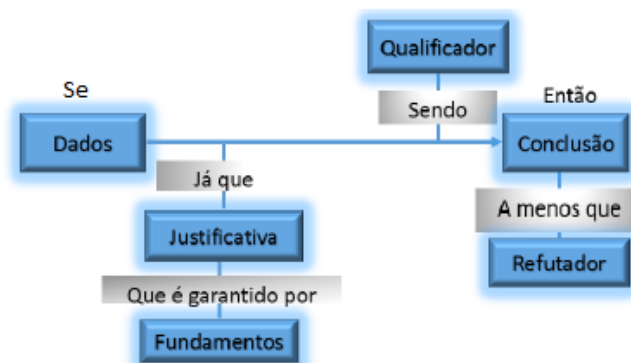 Qualificador
Se
Sendo
Então
Dados
Conclusão
Já que
A menos que
Justificativa
Refutador
Que é garantido por
Fundamentos